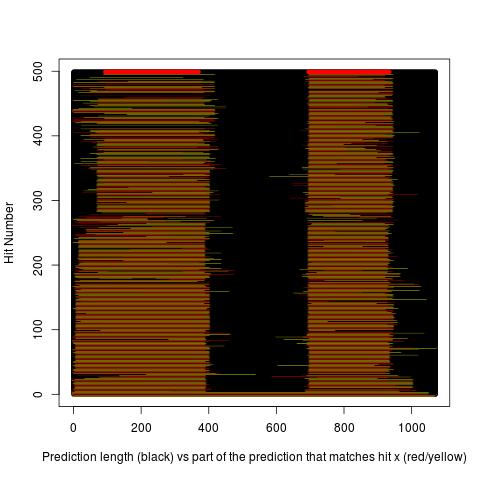 500
400
300
200
100
0
Hit Number
0 200 400 600 800 1000
Prediction length (black) vs part of the prediction that matches hit x (red/yellow)